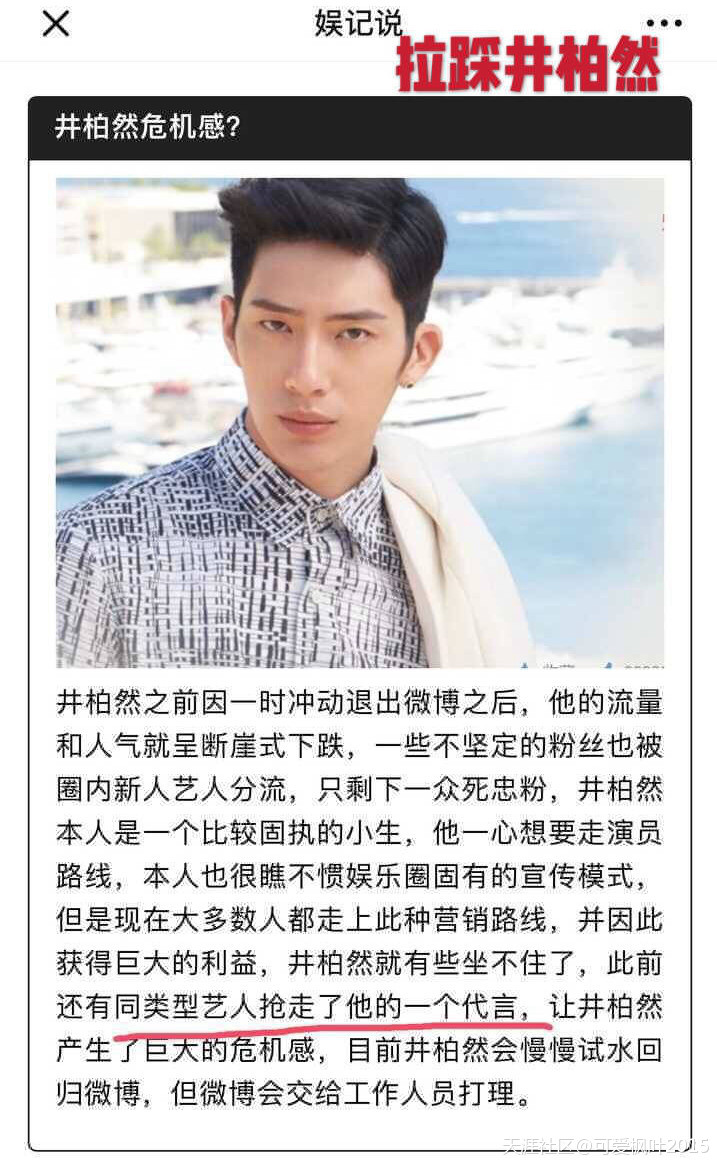 娱记说
拉踩井柏然
井柏然危机感?
井柏然之前因一时冲动退出微博之后，他的流量
和人气就呈断崖式下跌，一些不坚定的粉丝也被
圈内新人艺人分流，只剩下一众死忠粉，井柏然
本人是一个比较固执的小生，他一心想要走演员
路线，本人也很瞧不惯娱乐圈固有的宣传模式，
但是现在大多数人都走上此种营销路线，并因此
获得巨大的利益，井柏然就有些坐不住了，此前
还有同类型艺人抢走了他的一个代言，让井柏然
产生了巨大的危机感，目前井柏然会慢慢试水回
归微博，但微博会交给工作人员打理。
天涯社区@可爱枫叶2015